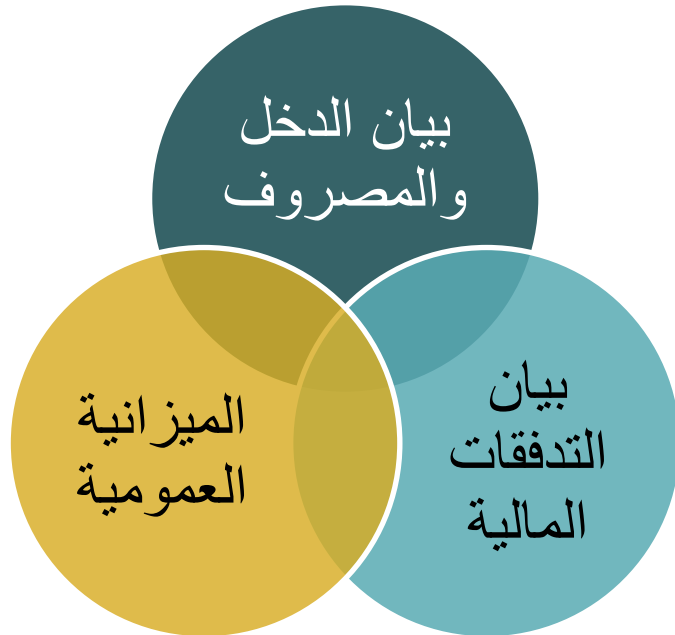 بيان الدخل
والمصروف
الميزانية
العمومية
بيان
التدفقات
المالية